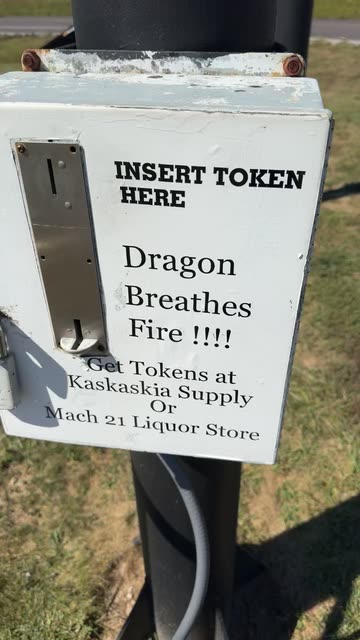 INSERT TOKEN
HERE
Dragon
Breathes
Fire !!!!
Get Tokens at
Kaskaskia Supply
Or
Mach 21 Liquor Store